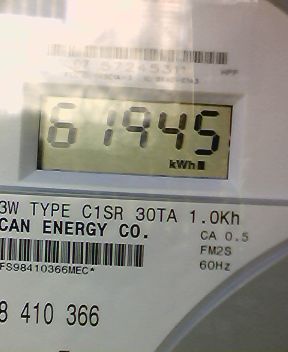 61945
kWh
3W TYPE C1SR 30TA 1.0Kh
CAN ENERGY CO.
CA 0.5
FM2S
60Hz
FS98410366MEC*
8 410 366